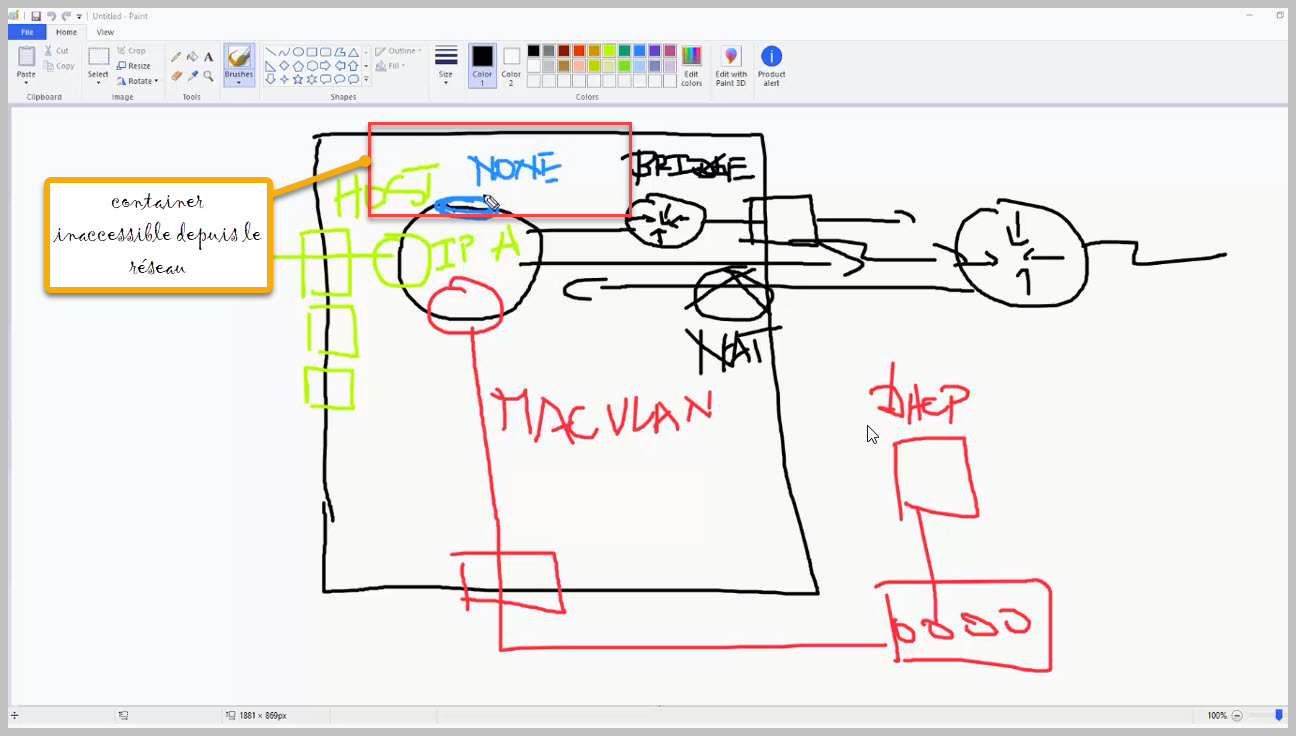 Untitled - Paint
File
Home
View
Paste
Cut
Copy
Clipboard
Select
Crop
Resize
Rotate
Image
Tools
Brushes
Shapes
Outline
Fill
Size
Color 1
Color 2
Colors
Edit colors
Edit with Paint 3D
Product alert
HOST
NONE
BRIDGE
container
inaccessible depuis le
réseau
IP A
NAT
MACVLAN
DHCP
1881 × 869px
100%